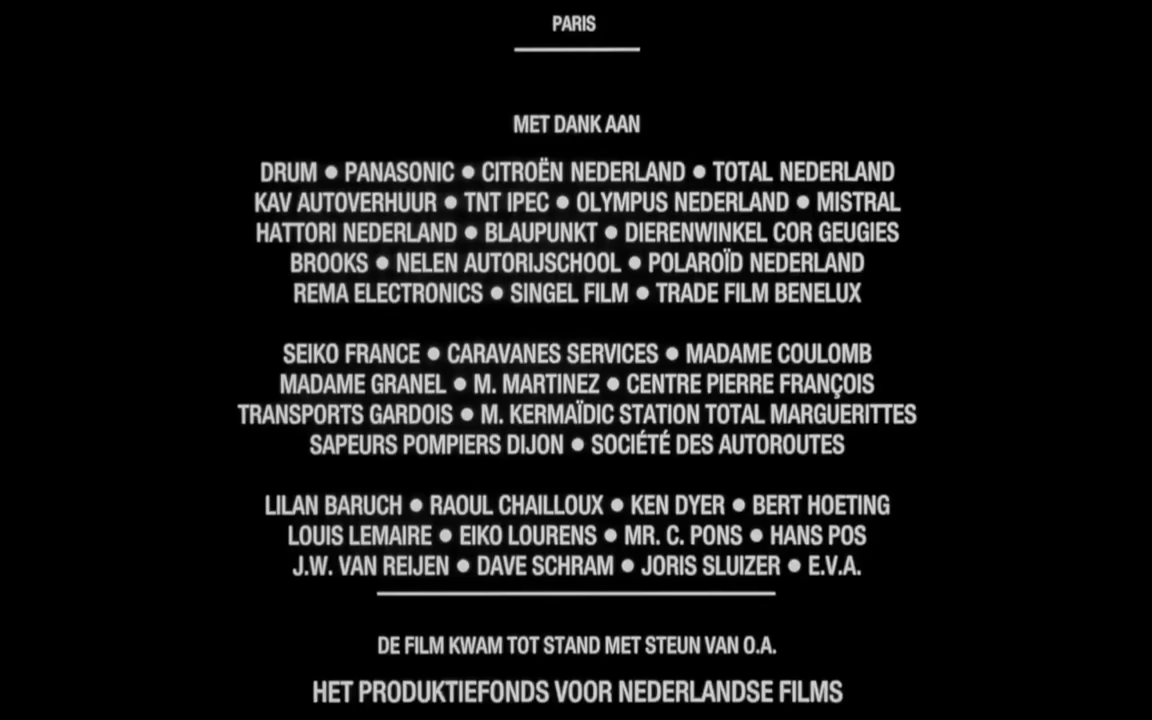 PARIS
MET DANK AAN
DRUM ● PANASONIC ● CITROËN NEDERLAND ● TOTAL NEDERLAND
KAV AUTOVERHUUR ● TNT IPEC ● OLYMPUS NEDERLAND ● MISTRAL
HATTORI NEDERLAND ● BLAUPUNKT ● DIERENWINKEL COR GEUGIES
BROOKS ● NELEN AUTORIJSCHOOL ● POLAROÏD NEDERLAND
REMA ELECTRONICS ● SINGEL FILM ● TRADE FILM BENELUX
SEIKO FRANCE ● CARAVANES SERVICES ● MADAME COULOMB
MADAME GRANEL ● M. MARTINEZ ● CENTRE PIERRE FRANÇOIS
TRANSPORTS GARDOIS ● M. KERMAÏDIC STATION TOTAL MARGUERITTES
SAPEURS POMPIERS DIJON ● SOCIÉTÉ DES AUTOROUTES
LILAN BARUCH ● RAOUL CHAILLOUX ● KEN DYER ● BERT HOETING
LOUIS LEMAIRE ● EIKO LOURENS ● MR. C. PONS ● HANS POS
J.W. VAN REIJEN ● DAVE SCHRAM ● JORIS SLUIZER ● E.V.A.
DE FILM KWAM TOT STAND MET STEUN VAN O.A.
HET PRODUKTIEFONDS VOOR NEDERLANDSE FILMS